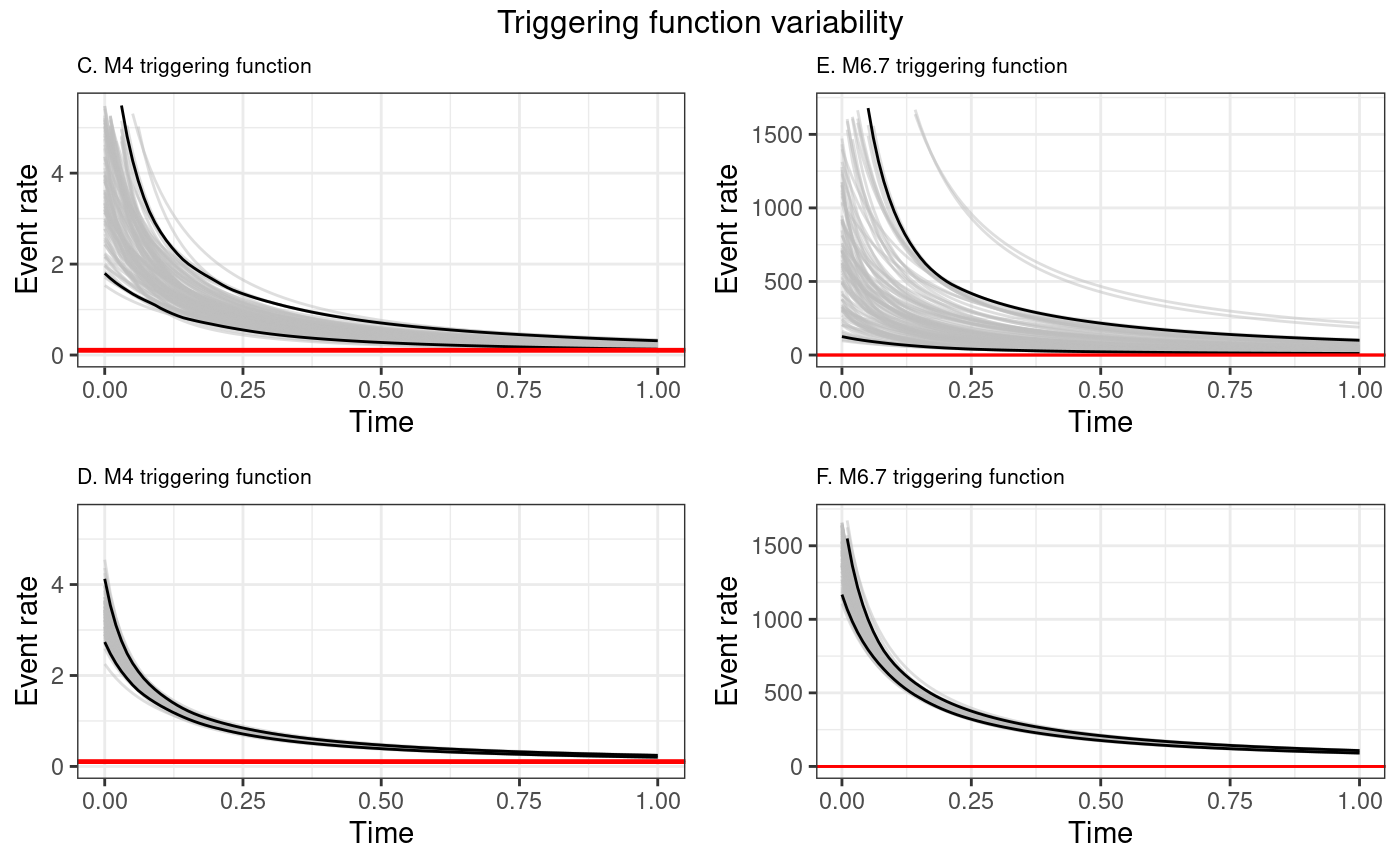 Triggering function variability
C. M4 triggering function
Event rate
4
2
0
0.00 0.25 0.50 0.75 1.00
Time
E. M6.7 triggering function
Event rate
1500
1000
500
0
0.00 0.25 0.50 0.75 1.00
Time
D. M4 triggering function
Event rate
4
2
0
0.00 0.25 0.50 0.75 1.00
Time
F. M6.7 triggering function
Event rate
1500
1000
500
0
0.00 0.25 0.50 0.75 1.00
Time